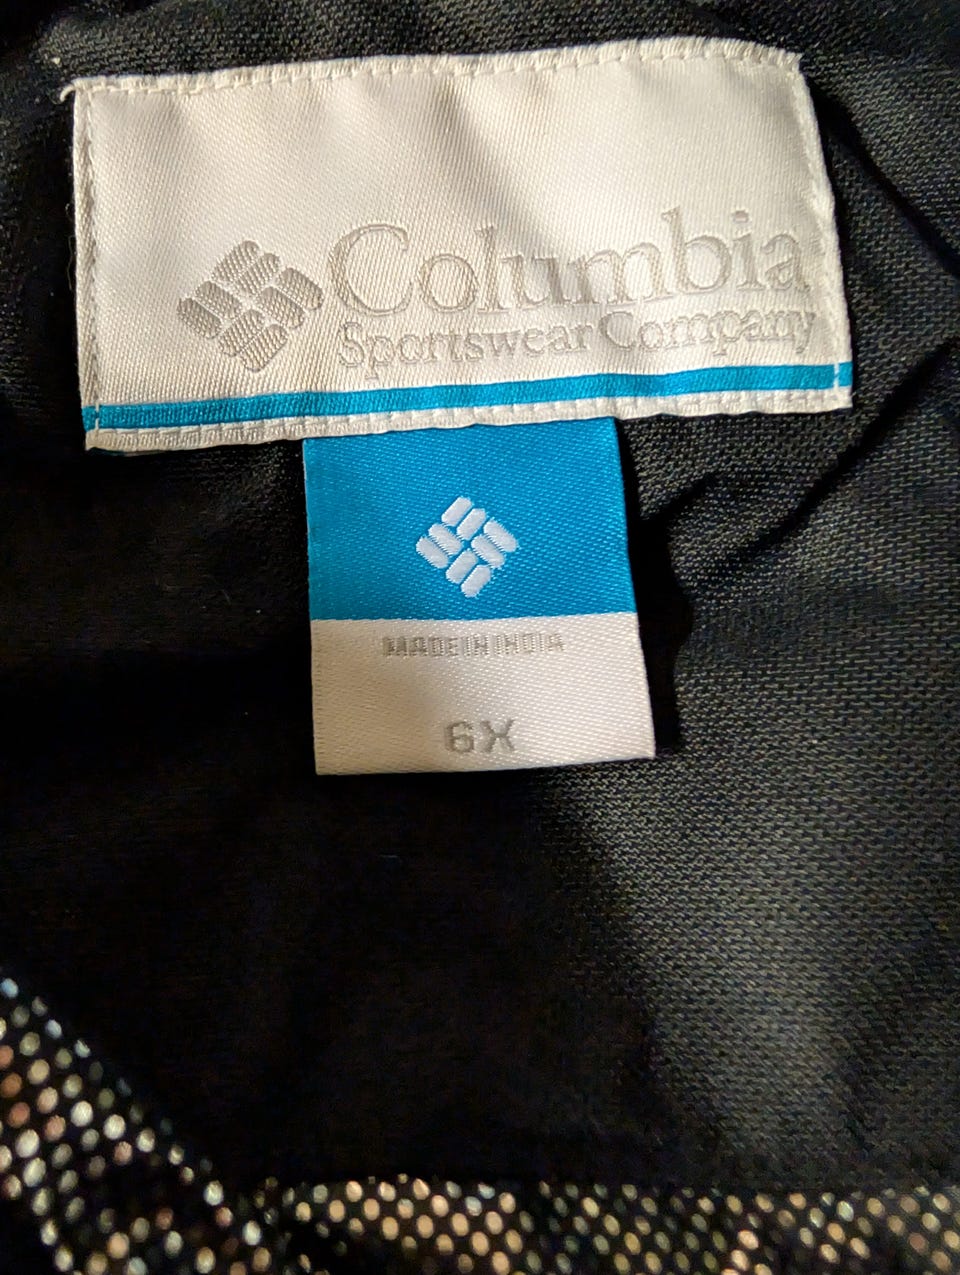 Columbia
Sportswear Company
MADE IN INDIA
6X